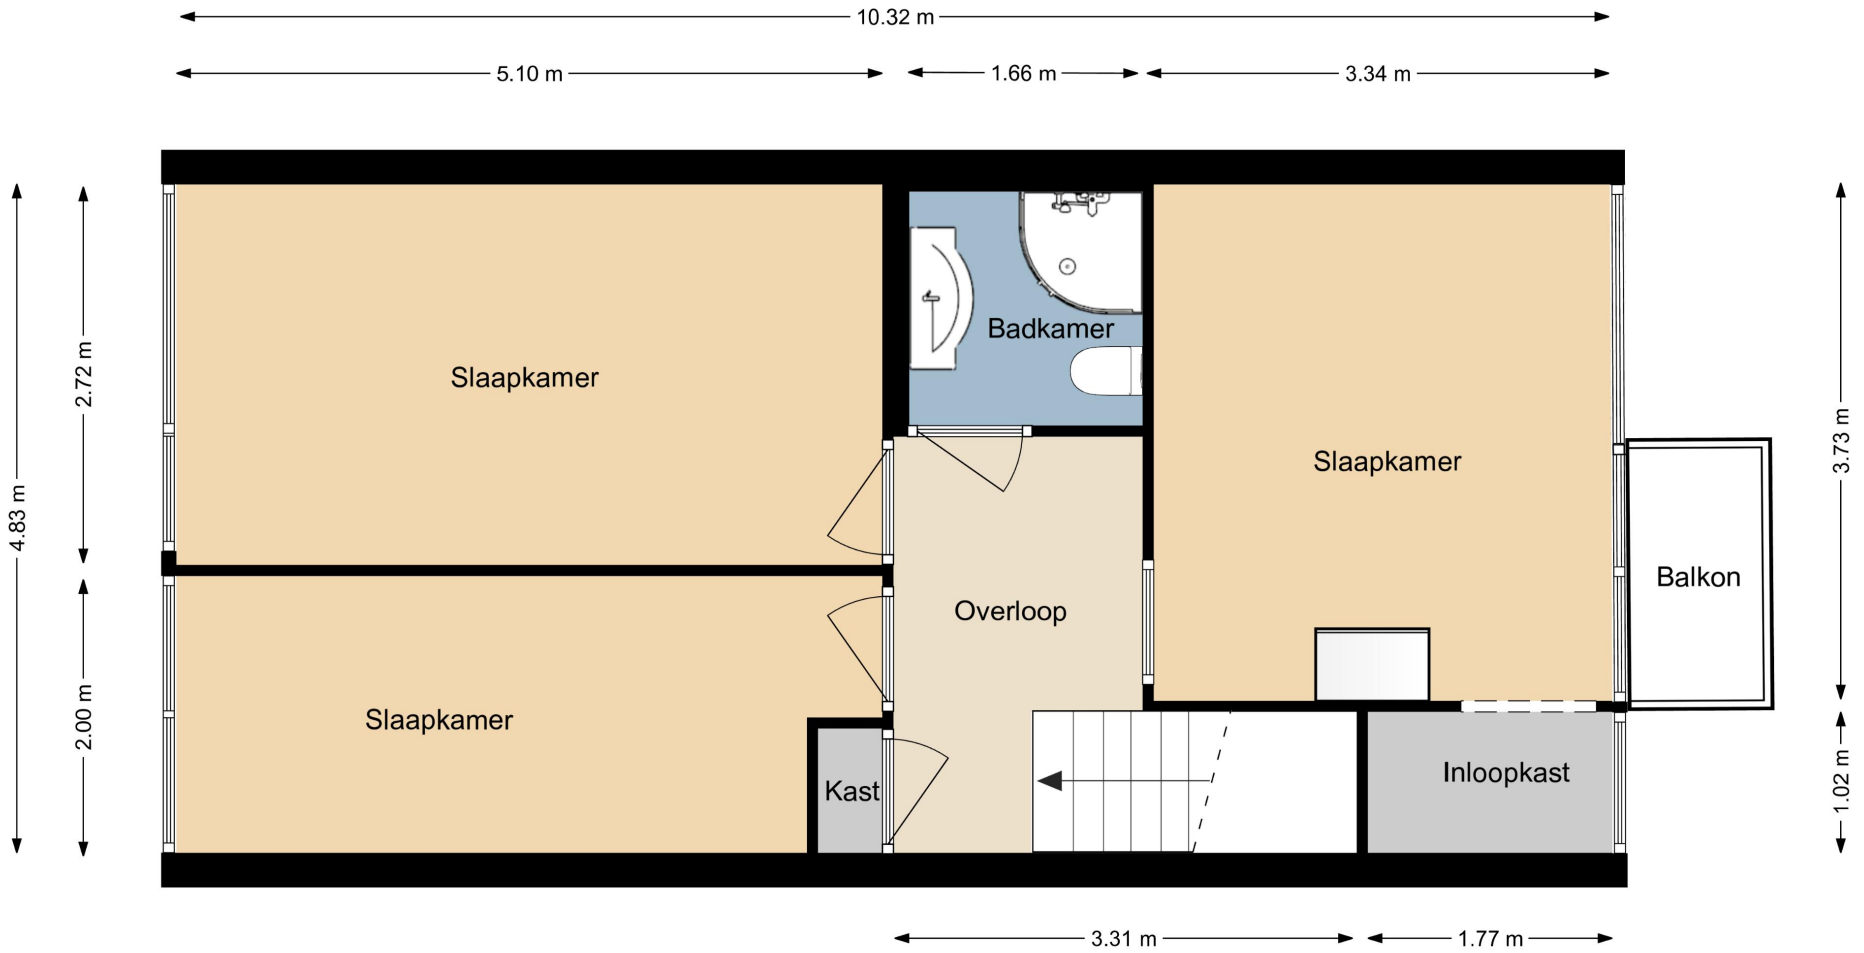 10.32 m
5.10 m
1.66 m
3.34 m
4.83 m
2.72 m
2.00 m
3.73 m
1.02 m
Badkamer
Slaapkamer
Slaapkamer
Balkon
Overloop
Slaapkamer
Inloopkast
Kast
3.31 m
1.77 m